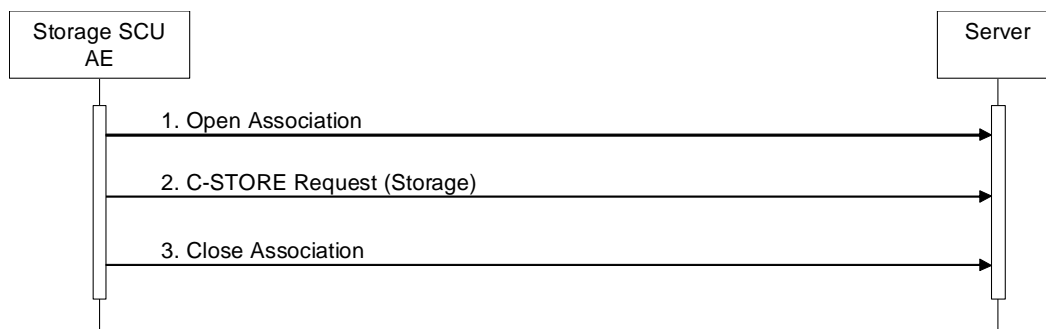 Storage SCU
AE
Server
1. Open Association
2. C-STORE Request (Storage)
3. Close Association